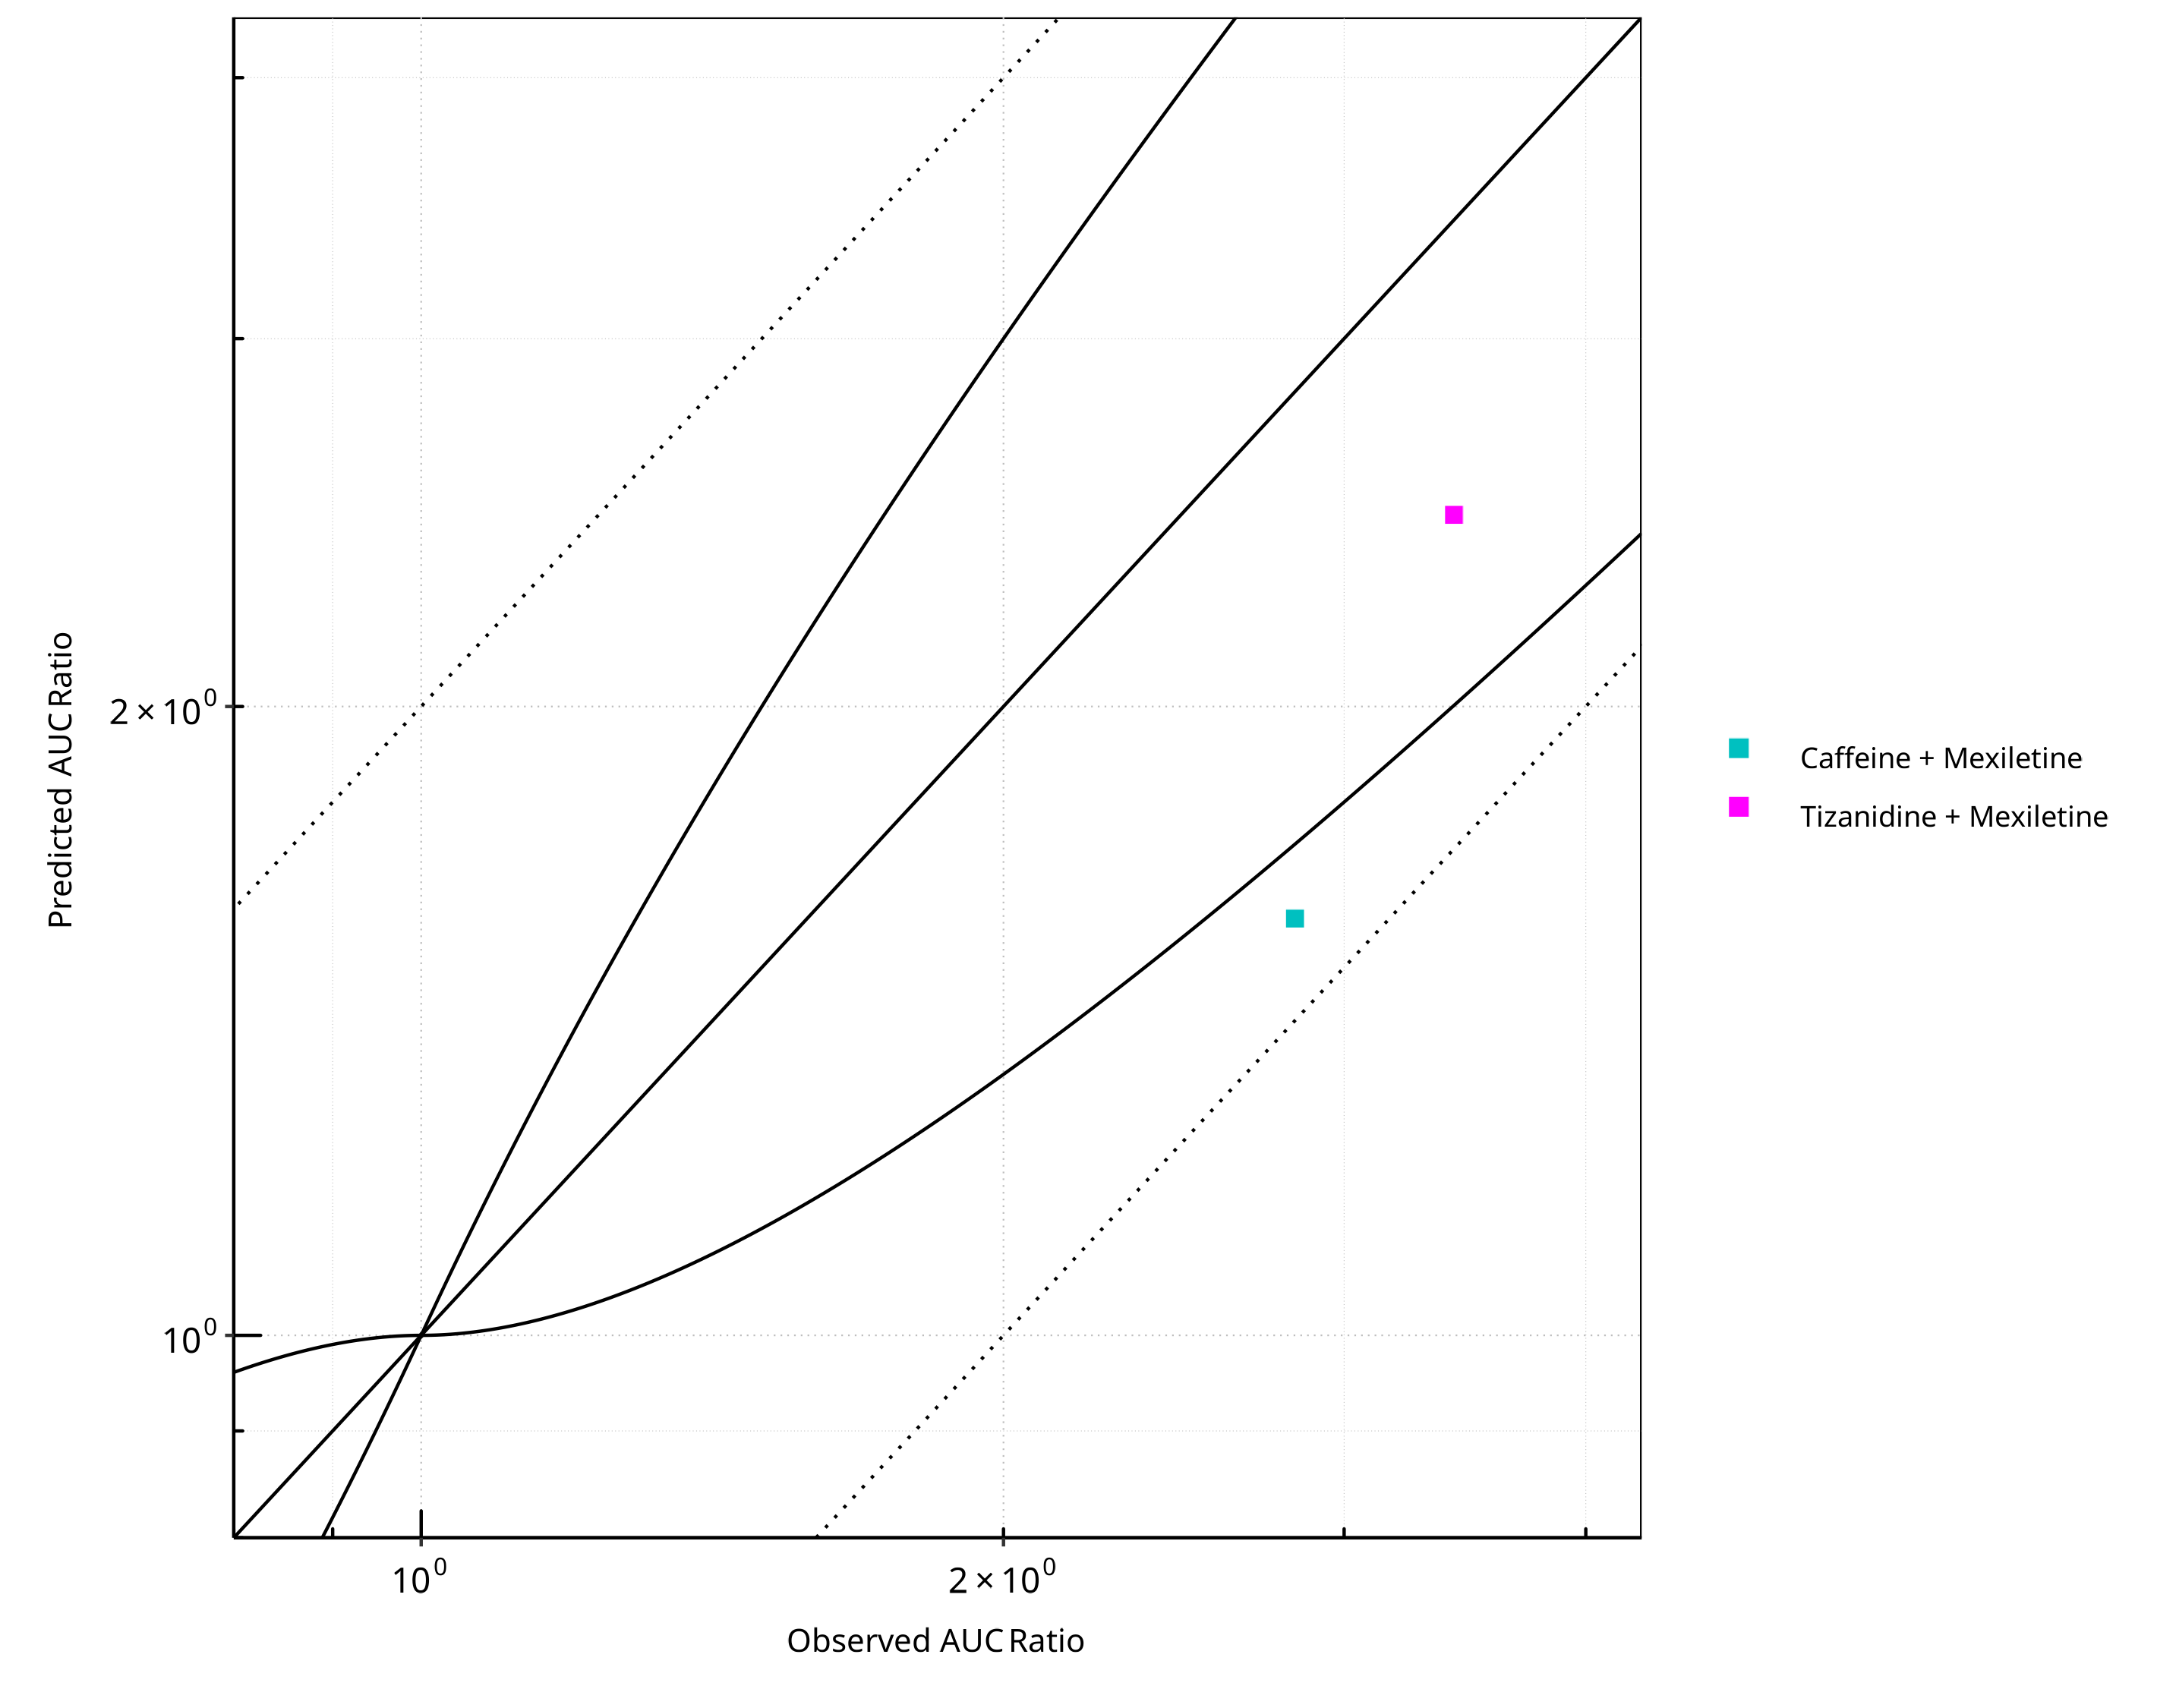 Predicted AUC Ratio
2 × 10⁰
10⁰
10⁰
2 × 10⁰
Observed AUC Ratio
Caffeine + Mexiletine
Tizanidine + Mexiletine